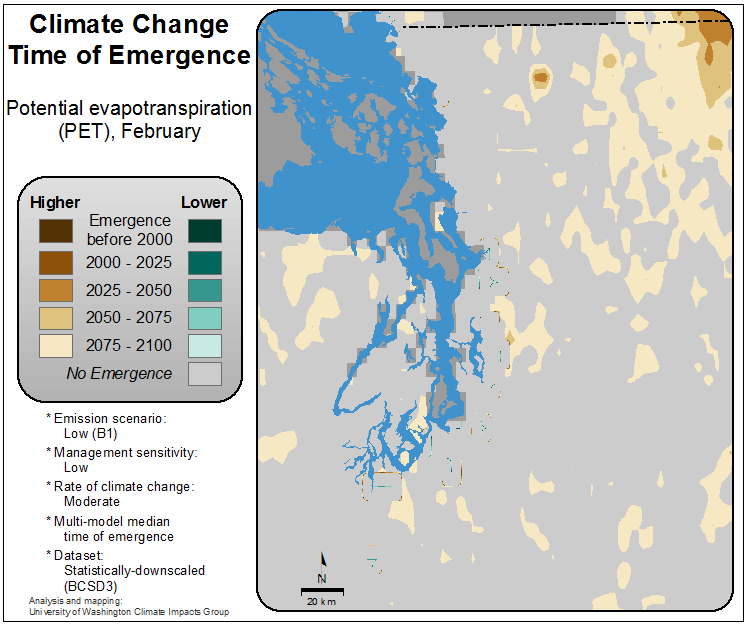 Climate Change
Time of Emergence
Potential evapotranspiration
(PET), February
Higher Lower
Emergence
before 2000
2000 - 2025
2025 - 2050
2050 - 2075
2075 - 2100
No Emergence
* Emission scenario:
Low (B1)
* Management sensitivity:
Low
* Rate of climate change:
Moderate
* Multi-model median
time of emergence
* Dataset:
Statistically-downscaled
(BCSD3)
Analysis and mapping:
University of Washington Climate Impacts Group
N
20 km